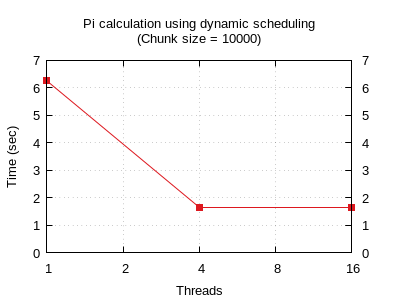 Pi calculation using dynamic scheduling
(Chunk size = 10000)
7 7
6 6
5 5
4 4
3 3
2 2
1 1
0 0
Time (sec)
1 2 4 8 16
Threads